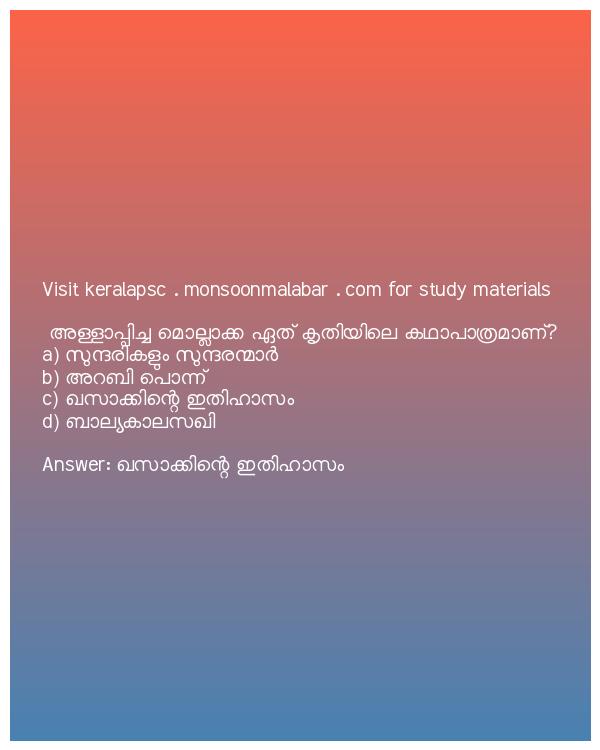 Visit keralapsc . monsoonmalabar . com for study materials
അള്ളാപ്പിച്ച മൊല്ലാക്ക ഏത് കൃതിയിലെ കഥാപാത്രമാണ്?
a) സുന്ദരികളും സുന്ദരന്മാർ
b) അറബി പൊന്ന്
c) ഖസാക്കിന്റെ ഇതിഹാസം
d) ബാല്യകാലസഖി
Answer: ഖസാക്കിന്റെ ഇതിഹാസം